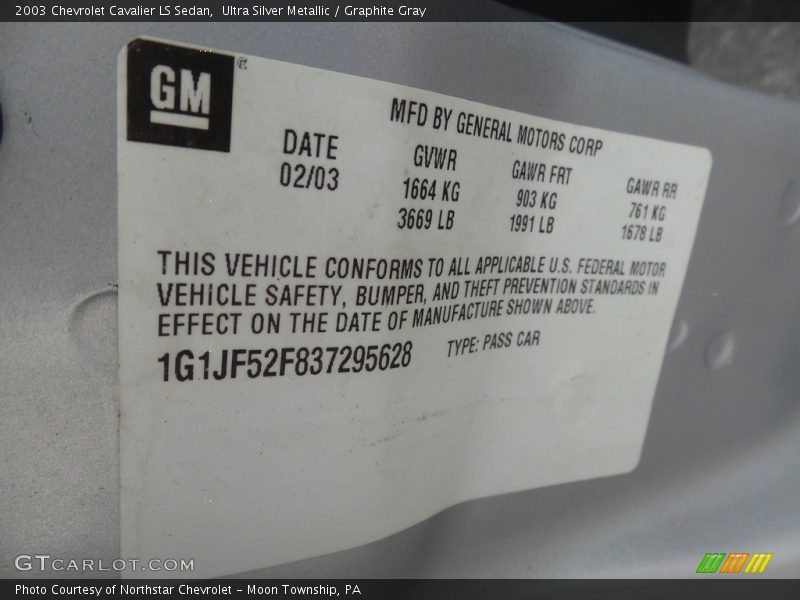 2003 Chevrolet Cavalier LS Sedan,  Ultra Silver Metallic / Graphite Gray
GM ®
MFD BY GENERAL MOTORS CORP
DATE GVWR GAWR FRT GAWR RR
02/03 1664 KG 903 KG 761 KG
3669 LB 1991 LB 1678 LB
THIS VEHICLE CONFORMS TO ALL APPLICABLE U.S. FEDERAL MOTOR
VEHICLE SAFETY, BUMPER, AND THEFT PREVENTION STANDARDS IN
EFFECT ON THE DATE OF MANUFACTURE SHOWN ABOVE.
1G1JF52F837295628 TYPE: PASS CAR
GTCARLOT.COM
Photo Courtesy of Northstar Chevrolet - Moon Township, PA